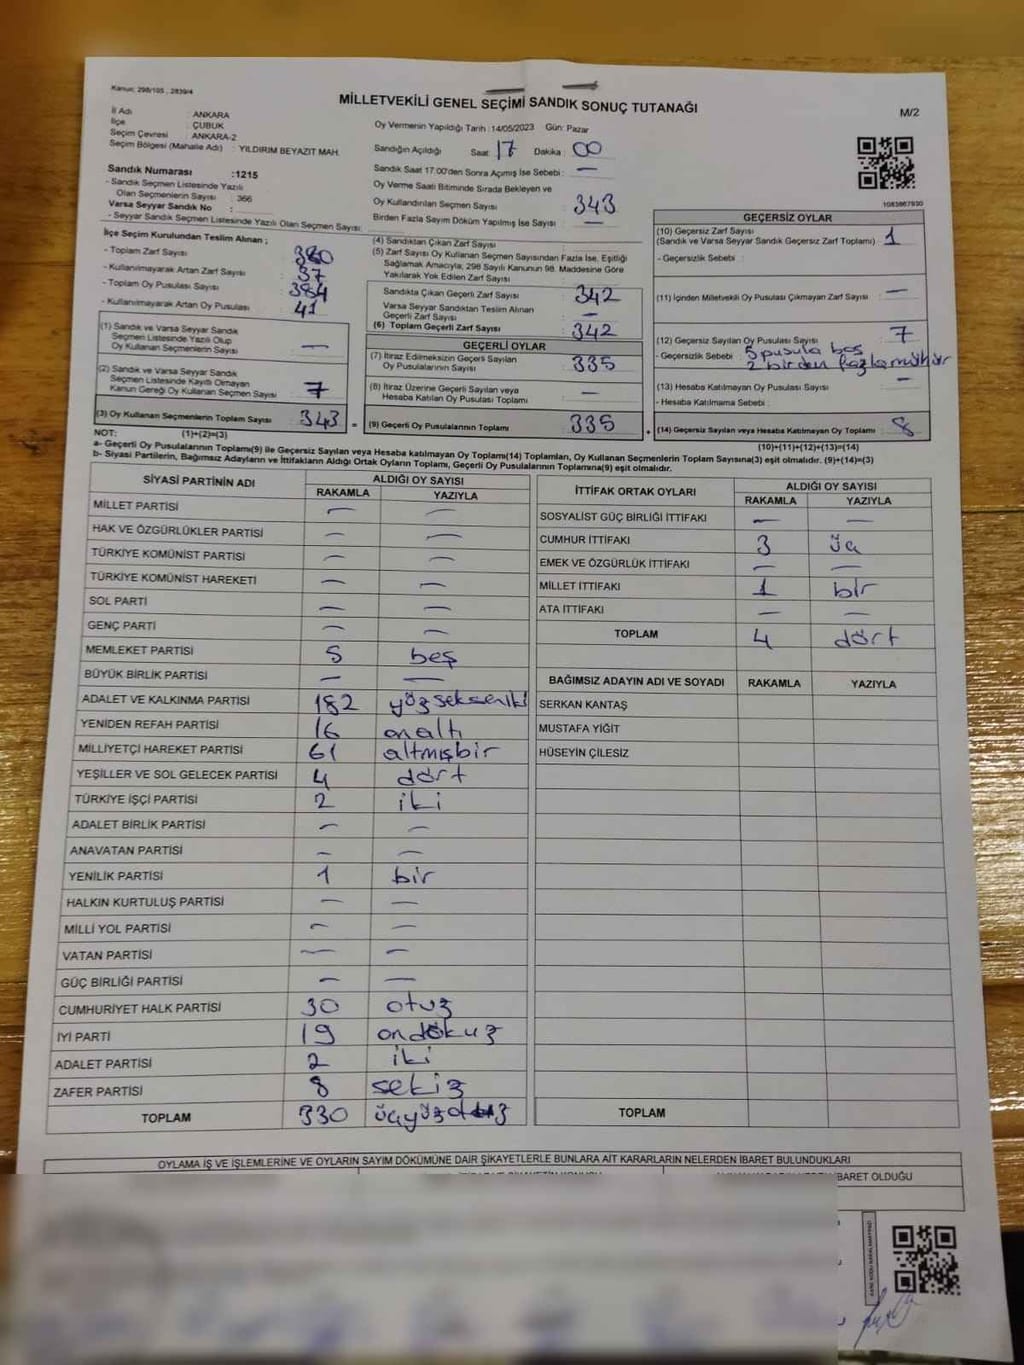 Kanun: 298/105 , 2839/4
MİLLETVEKİLİ GENEL SEÇİMİ SANDIK SONUÇ TUTANAĞI
M/2
İl Adı : ANKARA
İlçe : ÇUBUK
Seçim Çevresi : ANKARA-2
Seçim Bölgesi (Mahalle Adı) : YILDIRIM BEYAZIT MAH.
Oy Vermenin Yapıldığı Tarih :14/05/2023 Gün: Pazar
Sandığın Açıldığı Saat: 17 Dakika: 00
Sandık Saat 17.00'den Sonra Açmış İse Sebebi: —
Oy Verme Saati Bitiminde Sırada Bekleyen ve
Oy Kullandırılan Seçmen Sayısı : 343
Birden Fazla Sayım Döküm Yapılmış İse Sayısı : —
Sandık Numarası :1215
- Sandık Seçmen Listesinde Yazılı
Olan Seçmenlerin Sayısı : 366
Varsa Seyyar Sandık No :
- Seyyar Sandık Seçmen Listesinde Yazılı Olan Seçmen Sayısı:
1083867930
İlçe Seçim Kurulundan Teslim Alınan ;
- Toplam Zarf Sayısı : 380
- Kullanılmayarak Artan Zarf Sayısı : 37
- Toplam Oy Pusulası Sayısı : 384
- Kullanılmayarak Artan Oy Pusulası : 41
(1) Sandık ve Varsa Seyyar Sandık
Seçmen Listesinde Yazılı Olup
Oy Kullanan Seçmenlerin Sayısı : —
(2) Sandık ve Varsa Seyyar Sandık
Seçmen Listesinde Kayıtlı Olmayan
Kanun Gereği Oy Kullanan Seçmen Sayısı : 7
(3) Oy Kullanan Seçmenlerin Toplam Sayısı : 343 =
(4) Sandıktan Çıkan Zarf Sayısı :
(5) Zarf Sayısı Oy Kullanan Seçmen Sayısından Fazla İse, Eşitliği
Sağlamak Amacıyla, 298 Sayılı Kanunun 98. Maddesine Göre
Yakılarak Yok Edilen Zarf Sayısı :
Sandıkta Çıkan Geçerli Zarf Sayısı : 342
Varsa Seyyar Sandıktan Teslim Alınan
Geçerli Zarf Sayısı : —
(6) Toplam Geçerli Zarf Sayısı : 342
GEÇERLİ OYLAR
(7) İtiraz Edilmeksizin Geçerli Sayılan
Oy Pusulalarının Sayısı : 335
(8) İtiraz Üzerine Geçerli Sayılan veya
Hesaba Katılan Oy Pusulası Toplamı : —
(9) Geçerli Oy Pusulalarının Toplamı : 335 +
GEÇERSİZ OYLAR
(10) Geçersiz Zarf Sayısı
(Sandık ve Varsa Seyyar Sandık Geçersiz Zarf Toplamı) : 1
- Geçersizlik Sebebi :
(11) İçinden Milletvekili Oy Pusulası Çıkmayan Zarf Sayısı : —
(12) Geçersiz Sayılan Oy Pusulası Sayısı : 7
- Geçersizlik Sebebi : 5 pusula boş
2 birden fazla mühür
(13) Hesaba Katılmayan Oy Pusulası Sayısı : —
- Hesaba Katılmama Sebebi :
(14) Geçersiz Sayılan veya Hesaba Katılmayan Oy Pusulası Toplamı : 8
NOT: (1)+(2)=(3) (10)+(11)+(12)+(13)=(14)
a- Geçerli Oy Pusulalarının Toplamı(9) ile Geçersiz Sayılan veya Hesaba katılmayan Oy Toplamı(14) Toplamları, Oy Kullanan Seçmenlerin Toplam Sayısına(3) eşit olmalıdır. (9)+(14)=(3)
b- Siyasi Partilerin, Bağımsız Adayların ve İttifakların Aldığı Ortak Oyların Toplamı, Geçerli Oy Pusulalarının Toplamına(9) eşit olmalıdır.
SİYASİ PARTİNİN ADI ALDIĞI OY SAYISI
RAKAMLA YAZIYLA
MİLLET PARTİSİ — —
HAK VE ÖZGÜRLÜKLER PARTİSİ — —
TÜRKİYE KOMÜNİST PARTİSİ — —
TÜRKİYE KOMÜNİST HAREKETİ — —
SOL PARTİ — —
GENÇ PARTİ — —
MEMLEKET PARTİSİ 5 beş
BÜYÜK BİRLİK PARTİSİ — —
ADALET VE KALKINMA PARTİSİ 182 yüzsekseniki
YENİDEN REFAH PARTİSİ 16 onaltı
MİLLİYETÇİ HAREKET PARTİSİ 61 altmışbir
YEŞİLLER VE SOL GELECEK PARTİSİ 4 dört
TÜRKİYE İŞÇİ PARTİSİ 2 iki
ADALET BİRLİK PARTİSİ — —
ANAVATAN PARTİSİ — —
YENİLİK PARTİSİ 1 bir
HALKIN KURTULUŞ PARTİSİ — —
MİLLİ YOL PARTİSİ — —
VATAN PARTİSİ — —
GÜÇ BİRLİĞİ PARTİSİ — —
CUMHURİYET HALK PARTİSİ 30 otuz
İYİ PARTİ 19 ondokuz
ADALET PARTİSİ 2 iki
ZAFER PARTİSİ 8 sekiz
TOPLAM 330
İTTİFAK ORTAK OYLARI ALDIĞI OY SAYISI
RAKAMLA YAZIYLA
SOSYALİST GÜÇ BİRLİĞİ İTTİFAKI — —
CUMHUR İTTİFAKI 3 üç
EMEK VE ÖZGÜRLÜK İTTİFAKI — —
MİLLET İTTİFAKI 1 bir
ATA İTTİFAKI — —
TOPLAM 4 dört
BAĞIMSIZ ADAYIN ADI VE SOYADI RAKAMLA YAZIYLA
SERKAN KANTAŞ
MUSTAFA YİĞİT
HÜSEYİN ÇİLESİZ
TOPLAM
OYLAMA İŞ VE İŞLEMLERİNE VE OYLARIN SAYIM DÖKÜMÜNE DAİR ŞİKAYETLERLE BUNLARA AİT KARARLARIN NELERDEN İBARET BULUNDUKLARI
İBARET OLDUĞU